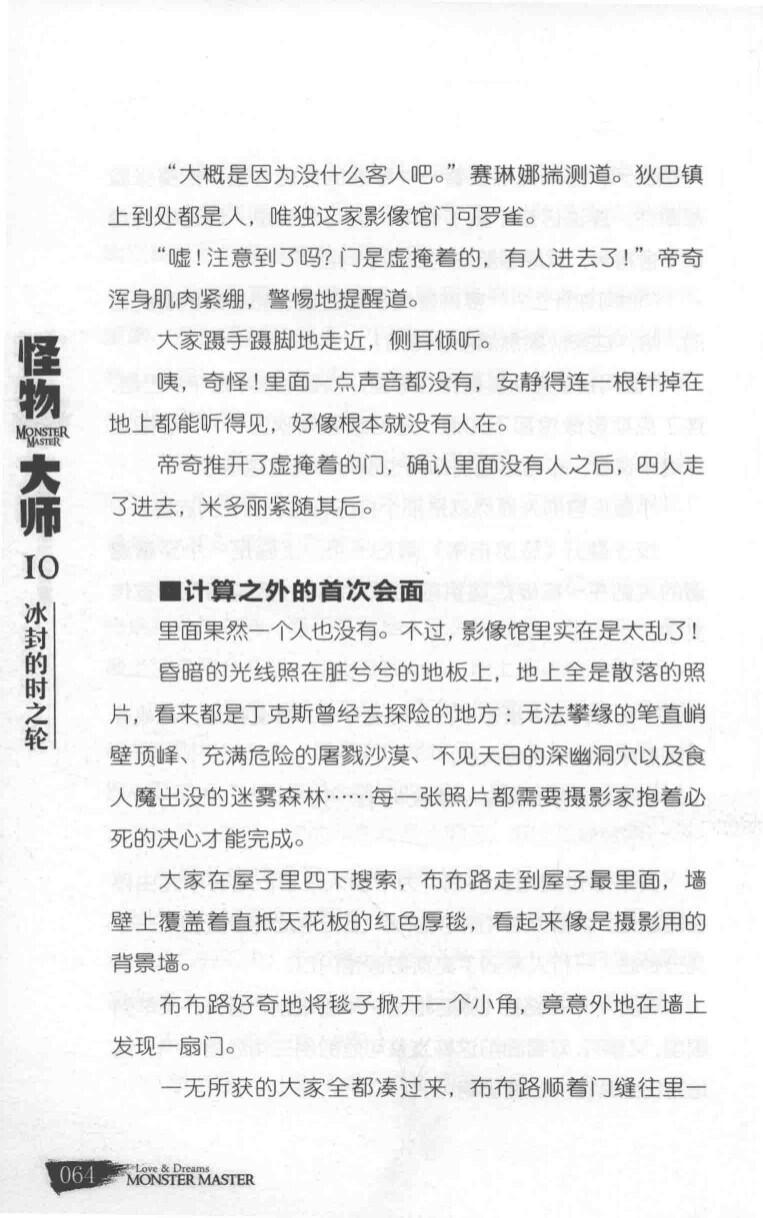 “大概是因为没什么客人吧。”赛琳娜揣测道。狄巴镇
上到处都是人，唯独这家影像馆门可罗雀。
“嘘！注意到了吗？门是虚掩着的，有人进去了！”帝奇
浑身肌肉紧绷，警惕地提醒道。
大家蹑手蹑脚地走近，侧耳倾听。
咦，奇怪！里面一点声音都没有，安静得连一根针掉在
地上都能听得见，好像根本就没有人在。
帝奇推开了虚掩着的门，确认里面没有人之后，四人走
了进去，米多丽紧随其后。
■计算之外的首次会面
里面果然一个人也没有。不过，影像馆里实在是太乱了！
昏暗的光线照在脏兮兮的地板上，地上全是散落的照
片，看来都是丁克斯曾经去探险的地方：无法攀缘的笔直峭
壁顶峰、充满危险的屠戮沙漠、不见天日的深幽洞穴以及食
人魔出没的迷雾森林……每一张照片都需要摄影家抱着必
死的决心才能完成。
大家在屋子里四下搜索，布布路走到屋子最里面，墙
壁上覆盖着直抵天花板的红色厚毯，看起来像是摄影用的
背景墙。
布布路好奇地将毯子掀开一个小角，竟意外地在墙上
发现一扇门。
一无所获的大家全都凑过来，布布路顺着门缝往里一
怪物
MONSTER
MASTER
大师
10
冰封的时之轮
064
Love & Dreams
MONSTER MASTER